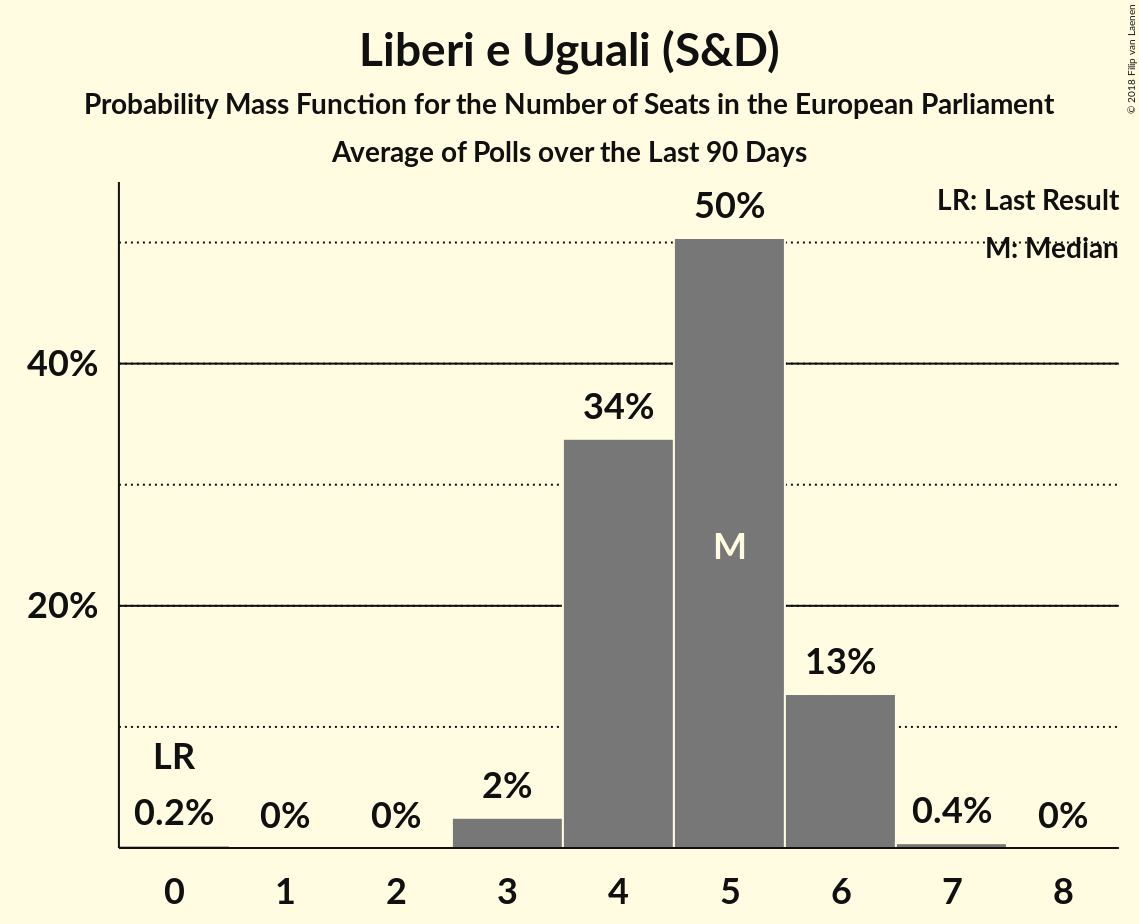 Liberi e Uguali (S&D)
Probability Mass Function for the Number of Seats in the European Parliament
Average of Polls over the Last 90 Days
© 2018 Filip van Laenen
LR: Last Result
M: Median
50%
40%
34%
M
20%
13%
LR
0.2%
0%
0%
2%
0.4%
0%
0 1 2 3 4 5 6 7 8